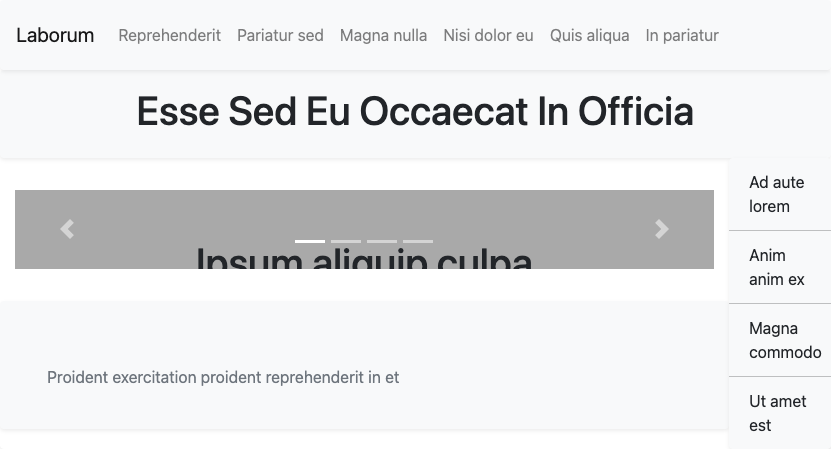 Laborum Reprehenderit Pariatur sed Magna nulla Nisi dolor eu Quis aliqua In pariatur
Esse Sed Eu Occaecat In Officia
Ipsum aliquip culpa
Proident exercitation proident reprehenderit in et
Ad aute
lorem
Anim
anim ex
Magna
commodo
Ut amet
est